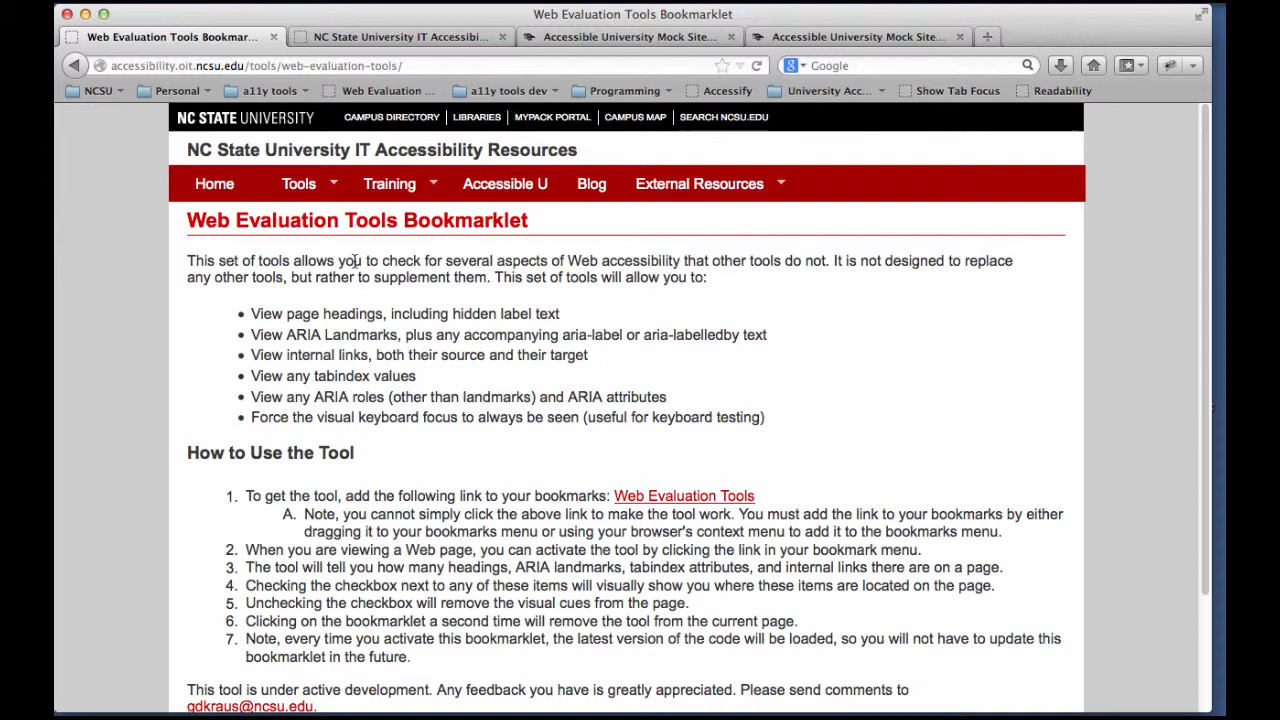 Web Evaluation Tools Bookmarklet
Web Evaluation Tools Bookmar...
NC State University IT Accessibi...
Accessible University Mock Site...
Accessible University Mock Site...
accessibility.oit.ncsu.edu/tools/web-evaluation-tools/
Google
NCSU
Personal
a11y tools
Web Evaluation ...
a11y tools dev
Programming
Accessify
University Acc...
Show Tab Focus
Readability
NC STATE UNIVERSITY
CAMPUS DIRECTORY
LIBRARIES
MYPACK PORTAL
CAMPUS MAP
SEARCH NCSU.EDU
NC State University IT Accessibility Resources
Home
Tools
Training
Accessible U
Blog
External Resources
Web Evaluation Tools Bookmarklet
This set of tools allows you to check for several aspects of Web accessibility that other tools do not. It is not designed to replace
any other tools, but rather to supplement them. This set of tools will allow you to:
• View page headings, including hidden label text
• View ARIA Landmarks, plus any accompanying aria-label or aria-labelledby text
• View internal links, both their source and their target
• View any tabindex values
• View any ARIA roles (other than landmarks) and ARIA attributes
• Force the visual keyboard focus to always be seen (useful for keyboard testing)
How to Use the Tool
1. To get the tool, add the following link to your bookmarks: Web Evaluation Tools
A. Note, you cannot simply click the above link to make the tool work. You must add the link to your bookmarks by either
dragging it to your bookmarks menu or using your browser's context menu to add it to the bookmarks menu.
2. When you are viewing a Web page, you can activate the tool by clicking the link in your bookmark menu.
3. The tool will tell you how many headings, ARIA landmarks, tabindex attributes, and internal links there are on a page.
4. Checking the checkbox next to any of these items will visually show you where these items are located on the page.
5. Unchecking the checkbox will remove the visual cues from the page.
6. Clicking on the bookmarklet a second time will remove the tool from the current page.
7. Note, every time you activate this bookmarklet, the latest version of the code will be loaded, so you will not have to update this
bookmarklet in the future.
This tool is under active development. Any feedback you have is greatly appreciated. Please send comments to
gdkraus@ncsu.edu.